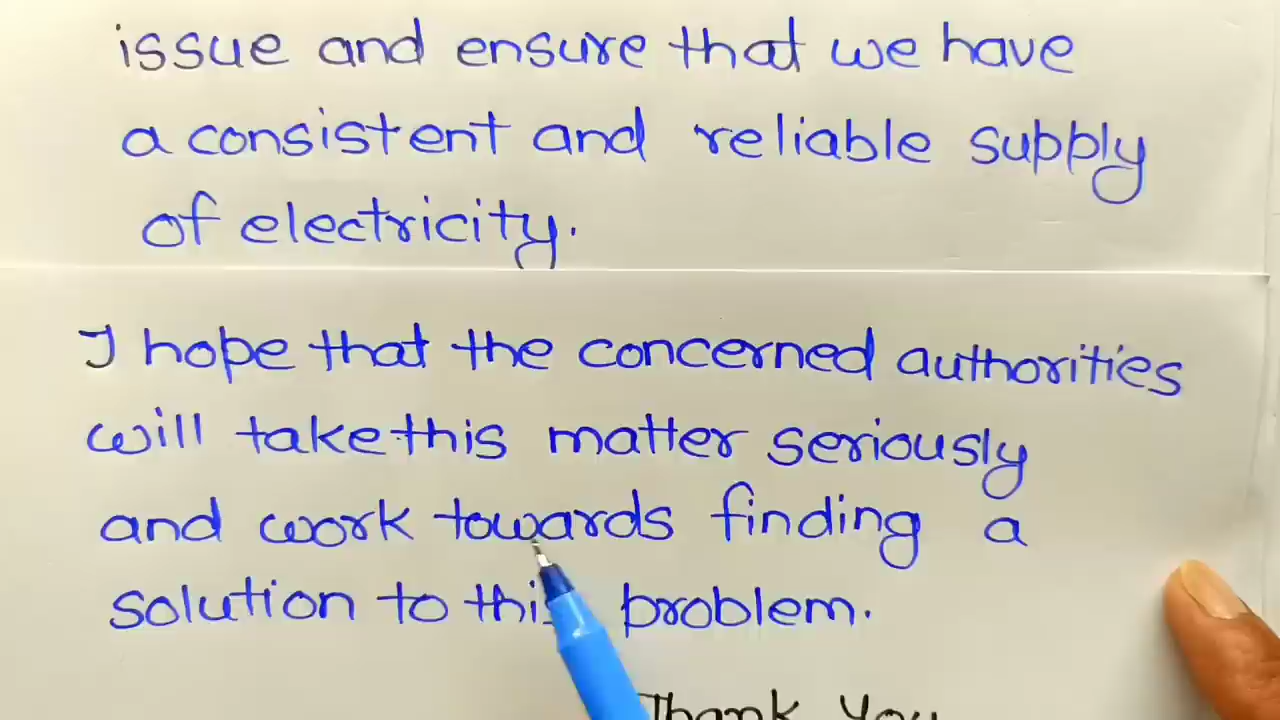 issue and ensure that we have
a consistent and reliable supply
of electricity.
I hope that the concerned authorities
will take this matter seriously
and work towards finding a
solution to this problem.
Thank You